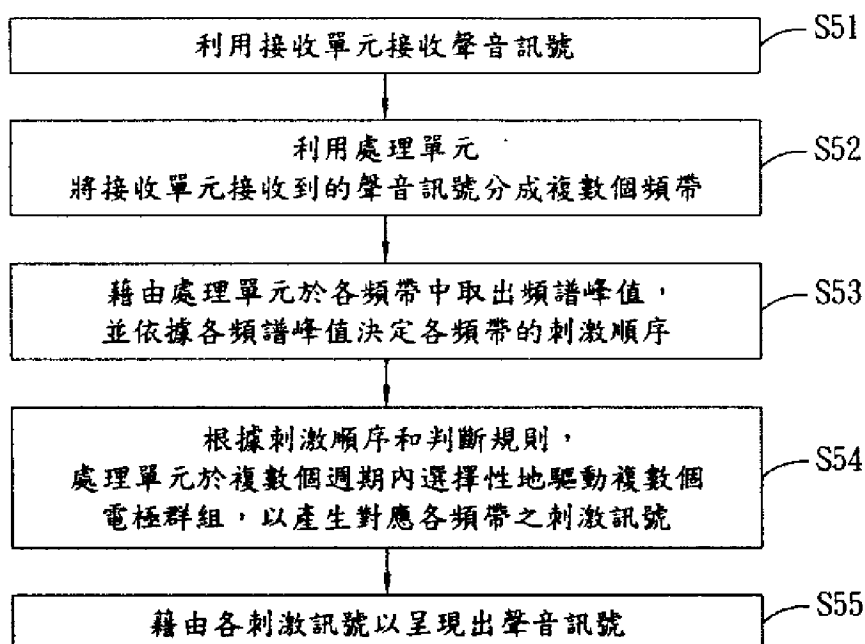 利用接收單元接收聲音訊號
S51
利用處理單元
將接收單元接收到的聲音訊號分成複數個頻帶
S52
藉由處理單元於各頻帶中取出頻譜峰值，
並依據各頻譜峰值決定各頻帶的刺激順序
S53
根據刺激順序和判斷規則，
處理單元於複數個週期內選擇性地驅動複數個
電極群組，以產生對應各頻帶之刺激訊號
S54
藉由各刺激訊號以呈現出聲音訊號
S55